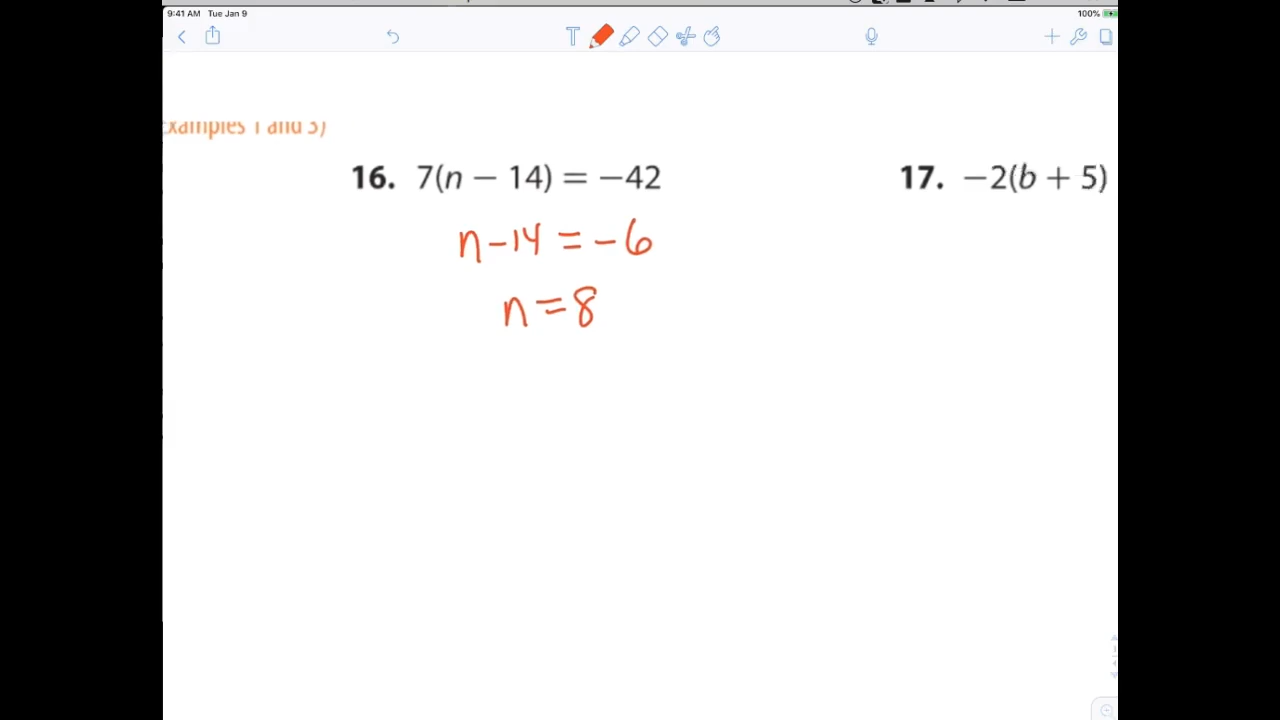 9:41 AM Tue Jan 9
100%
T
Examples 1 and 3)
16. 7(n − 14) = −42
17. −2(b + 5)
n − 14 = − 6
n = 8